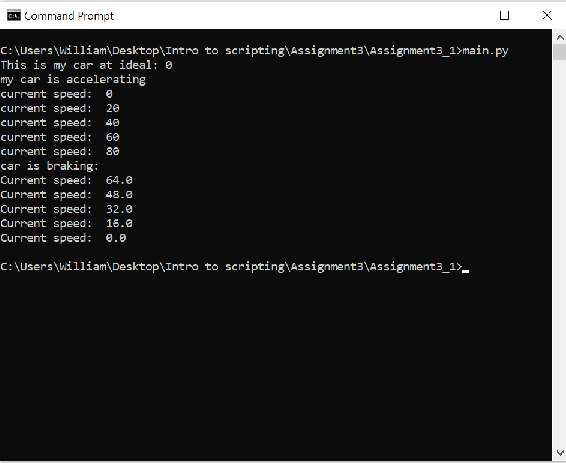 Command Prompt
C:\Users\William\Desktop\Intro to scripting\Assignment3\Assignment3_1>main.py
This is my car at ideal: 0
my car is accelerating
current speed:  0
current speed:  20
current speed:  40
current speed:  60
current speed:  80
car is braking:
Current speed:  64.0
Current speed:  48.0
Current speed:  32.0
Current speed:  16.0
Current speed:  0.0
C:\Users\William\Desktop\Intro to scripting\Assignment3\Assignment3_1>